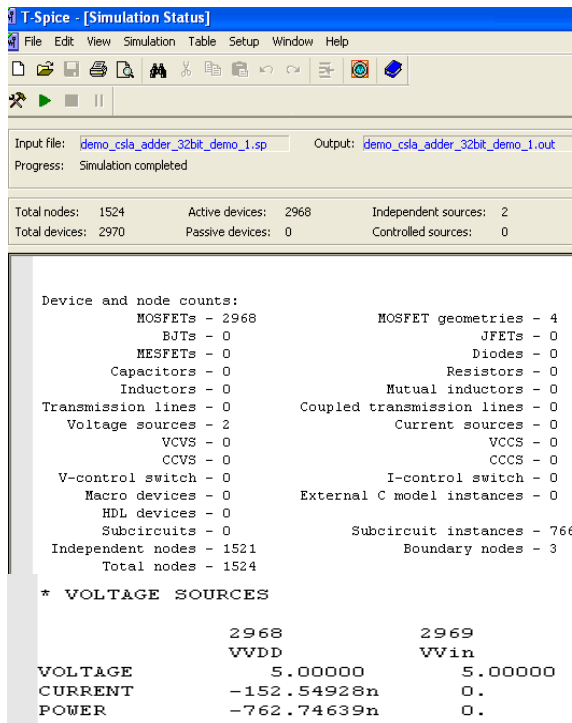 T-Spice - [Simulation Status]
File Edit View Simulation Table Setup Window Help
Input file: demo_csla_adder_32bit_demo_1.sp Output: demo_csla_adder_32bit_demo_1.out
Progress: Simulation completed
Total nodes: 1524 Active devices: 2968 Independent sources: 2
Total devices: 2970 Passive devices: 0 Controlled sources: 0
Device and node counts:
MOSFETs - 2968 MOSFET geometries - 4
BJTs - 0 JFETs - 0
MESFETs - 0 Diodes - 0
Capacitors - 0 Resistors - 0
Inductors - 0 Mutual inductors - 0
Transmission lines - 0 Coupled transmission lines - 0
Voltage sources - 2 Current sources - 0
VCVS - 0 VCCS - 0
CCVS - 0 CCCS - 0
V-control switch - 0 I-control switch - 0
Macro devices - 0 External C model instances - 0
HDL devices - 0
Subcircuits - 0 Subcircuit instances - 766
Independent nodes - 1521 Boundary nodes - 3
Total nodes - 1524
* VOLTAGE SOURCES
2968 2969
VVDD VVin
VOLTAGE 5.00000 5.00000
CURRENT -152.54928n 0.
POWER -762.74639n 0.